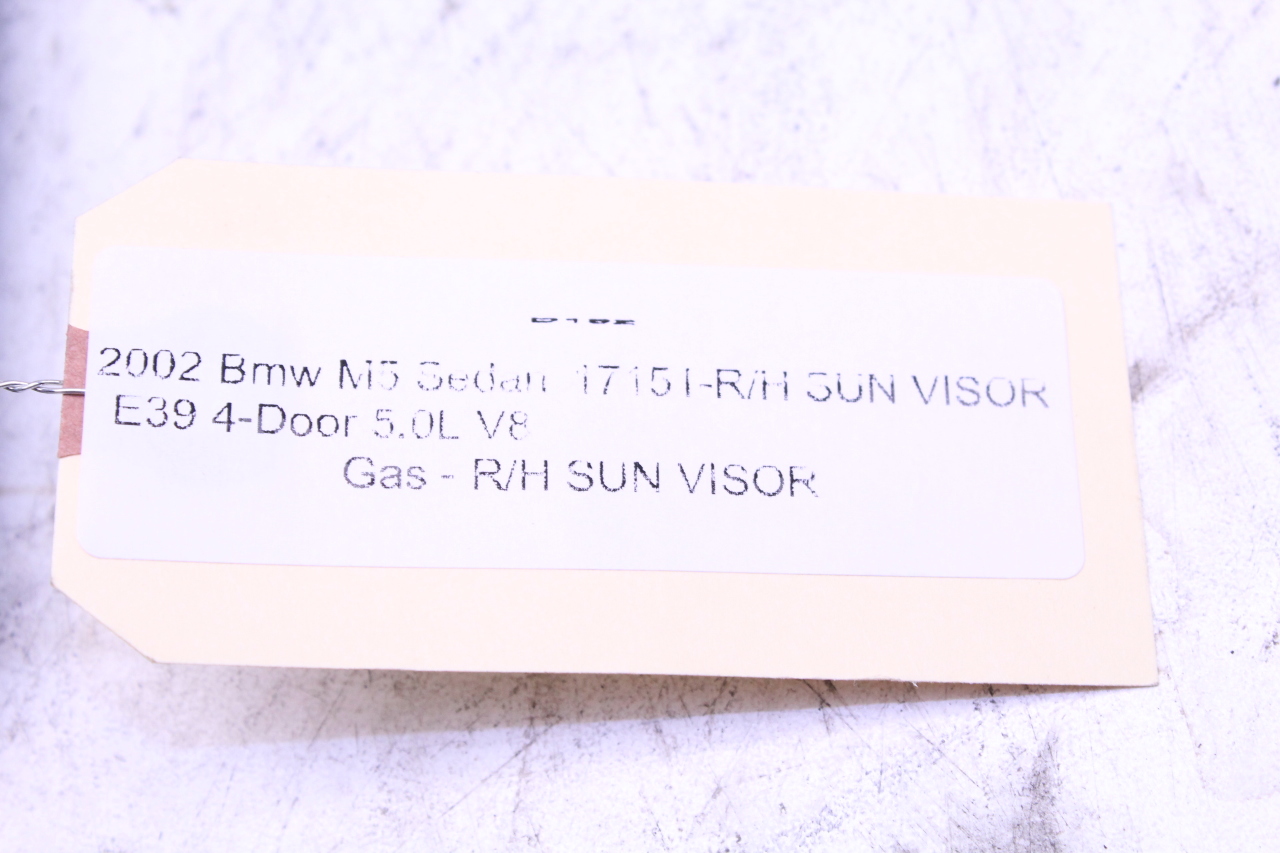 2002 Bmw M5 Sedan 17151-R/H SUN VISOR
E39 4-Door 5.0L V8
Gas - R/H SUN VISOR